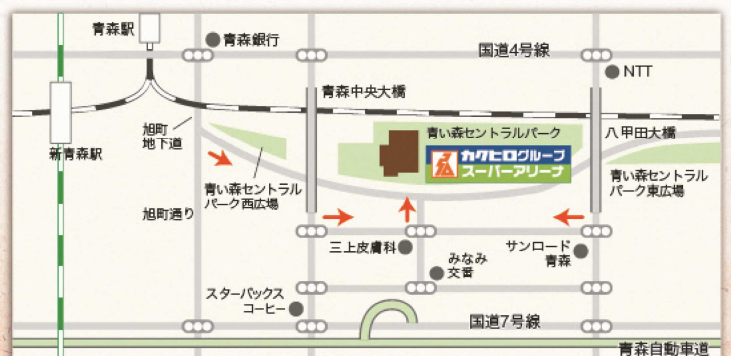 青森駅
青森銀行
国道4号線
NTT
青森中央大橋
旭町
地下道
青い森セントラルパーク
八甲田大橋
新青森駅
カクヒログループ
スーパーアリーナ
青い森セントラル
パーク西広場
青い森セントラル
パーク東広場
旭町通り
三上皮膚科
サンロード
青森
みなみ
交番
スターバックス
コーヒー
国道7号線
青森自動車道